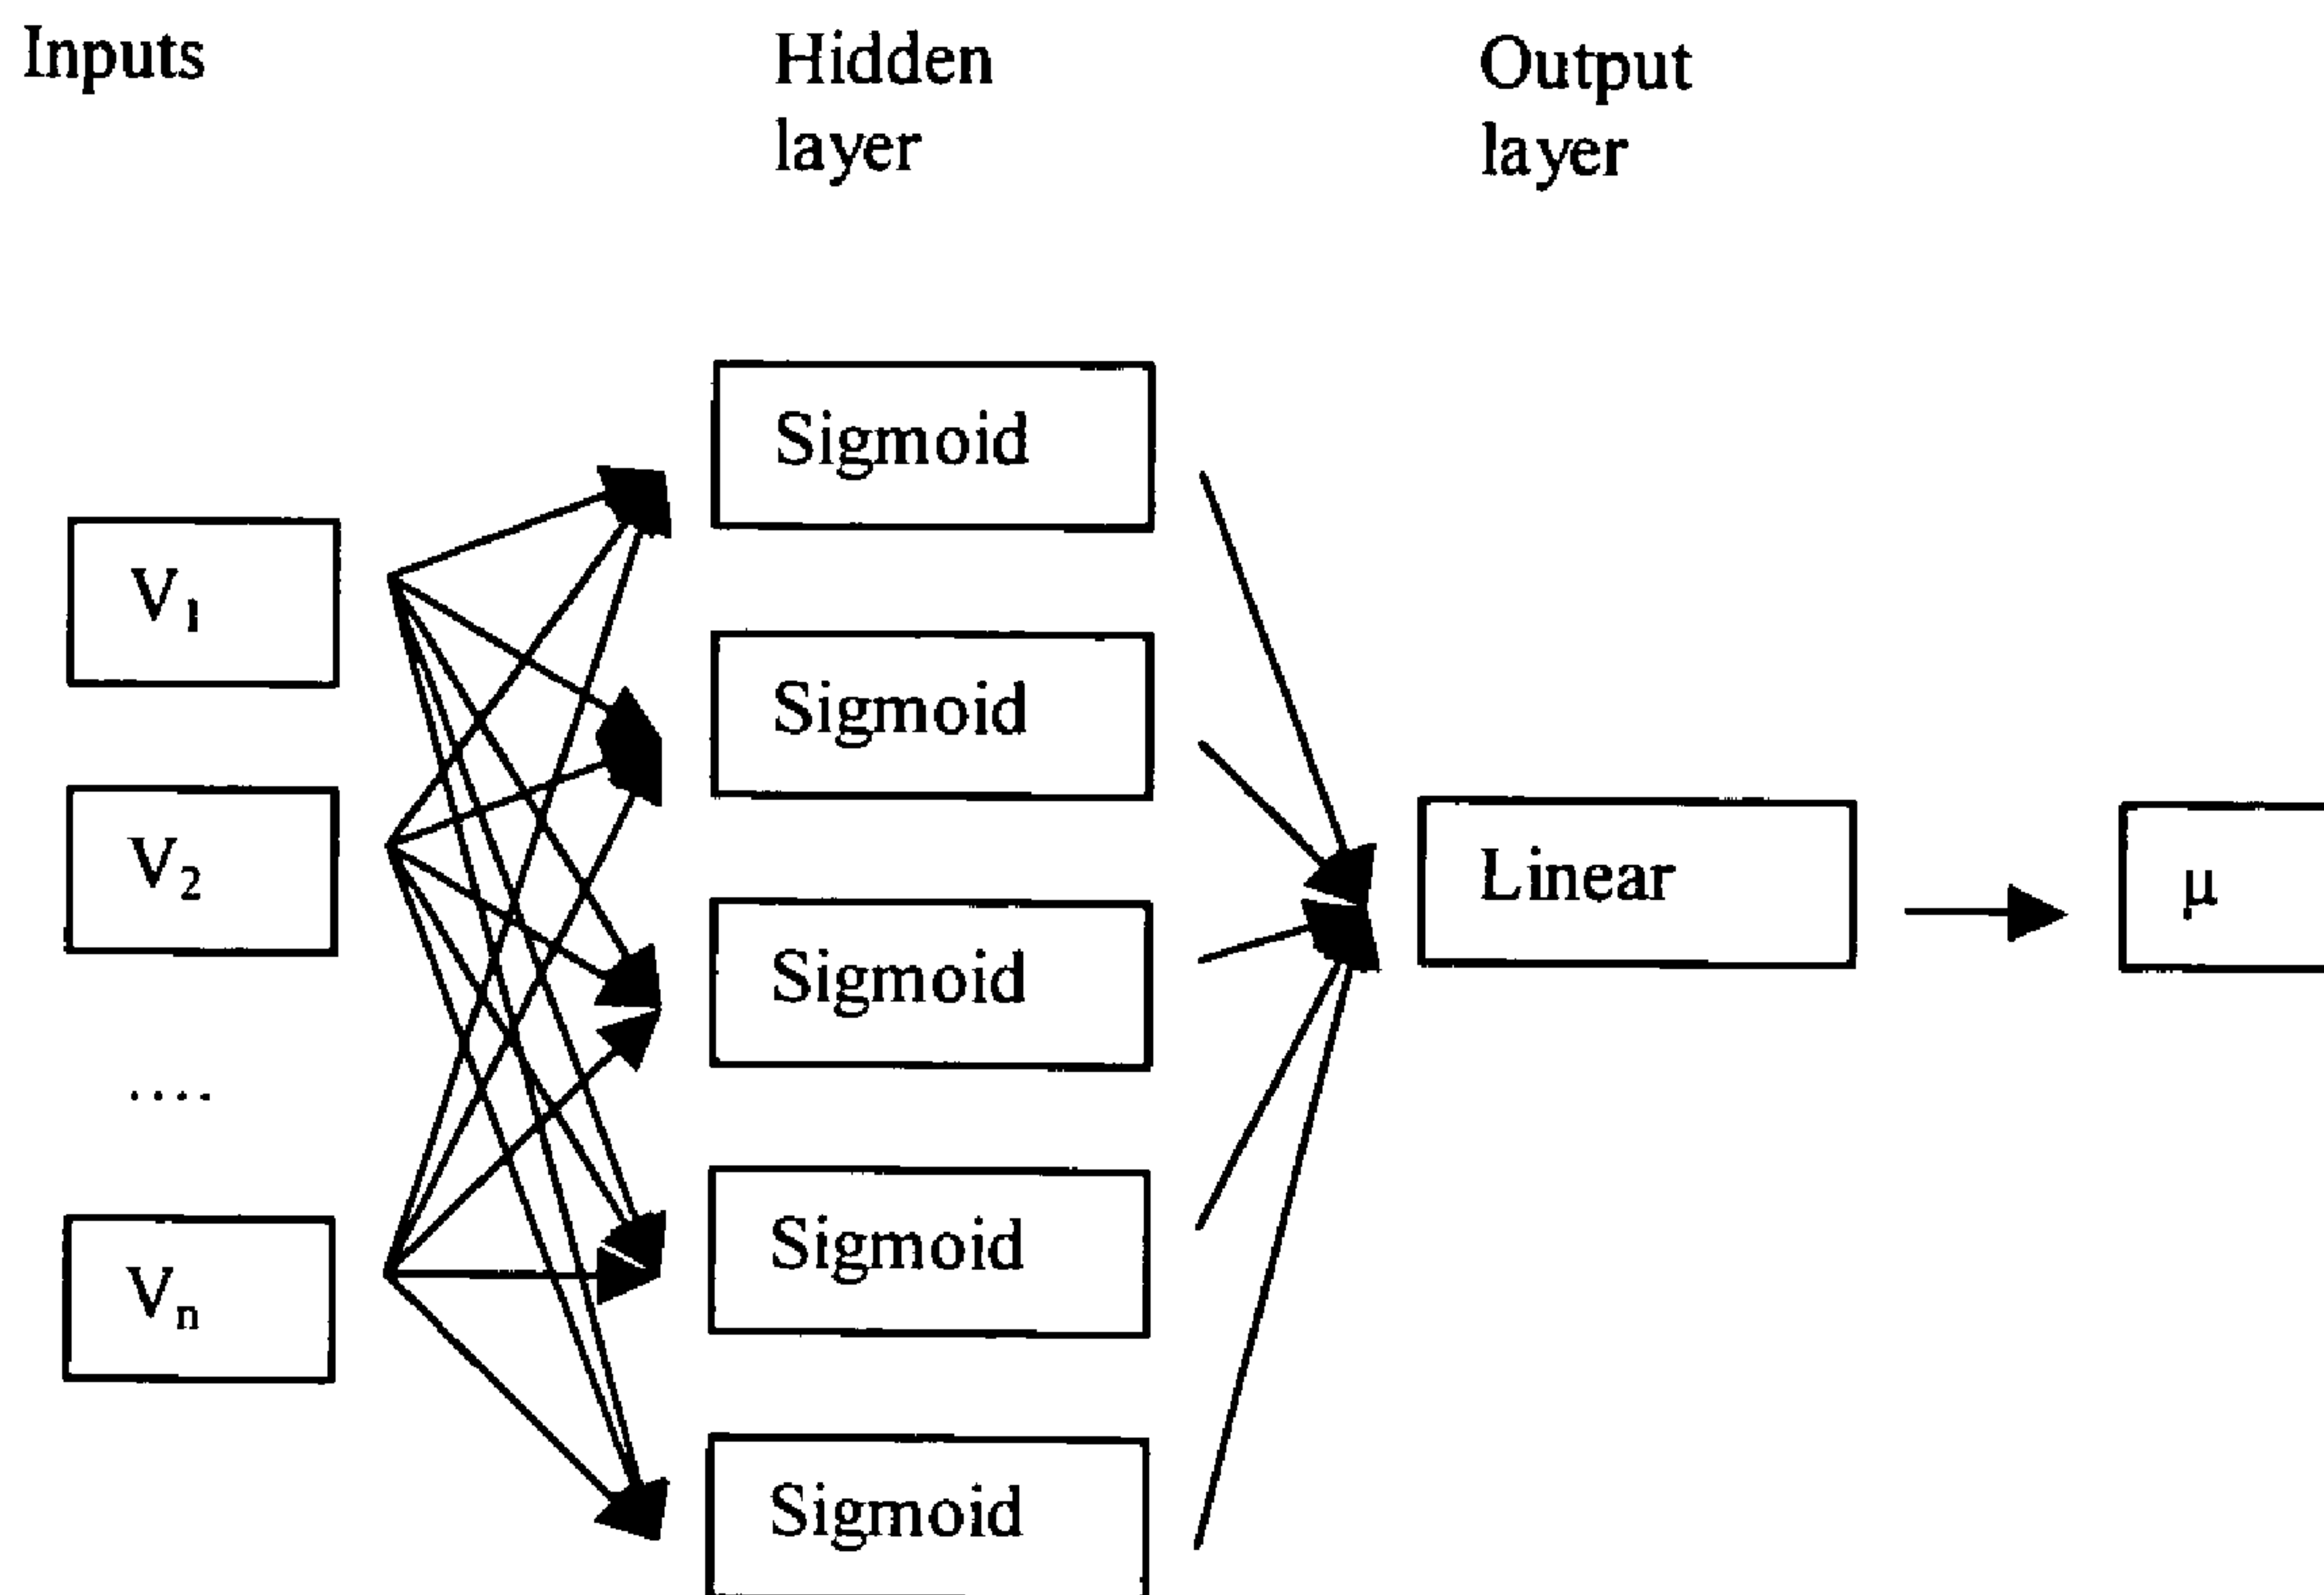 Inputs
Hidden
layer
Output
layer
Sigmoid
V₁
Sigmoid
V₂
Linear
μ
Sigmoid
....
Sigmoid
Vₙ
Sigmoid